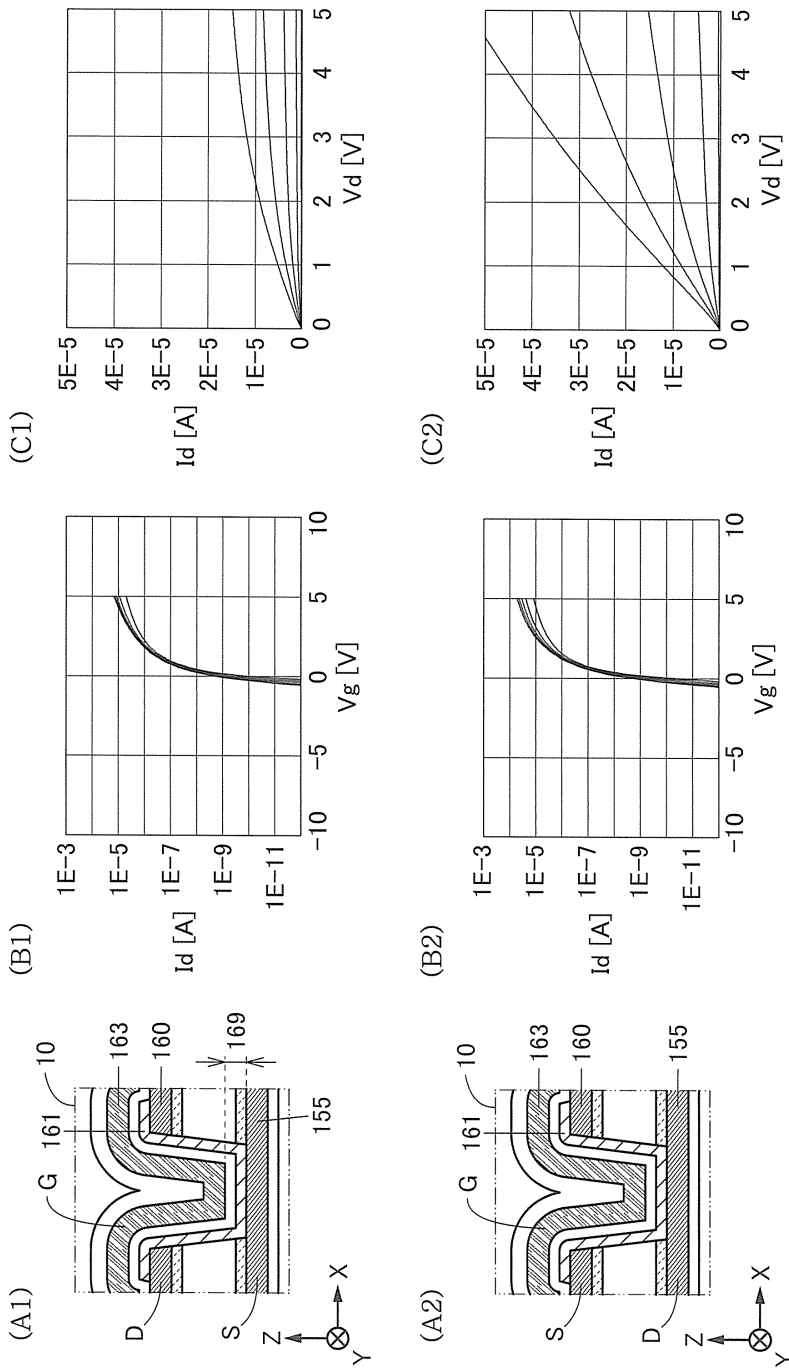 (A1)
G
161
10
163
160
169
155
D
S
Z
Y
X
(B1)
Id [A]
1E-3
1E-5
1E-7
1E-9
1E-11
-10
-5
0
5
10
Vg [V]
(C1)
Id [A]
5E-5
4E-5
3E-5
2E-5
1E-5
0
0
1
2
3
4
5
Vd [V]
(A2)
G
161
10
163
160
155
S
D
Z
Y
X
(B2)
Id [A]
1E-3
1E-5
1E-7
1E-9
1E-11
-10
-5
0
5
10
Vg [V]
(C2)
Id [A]
5E-5
4E-5
3E-5
2E-5
1E-5
0
0
1
2
3
4
5
Vd [V]